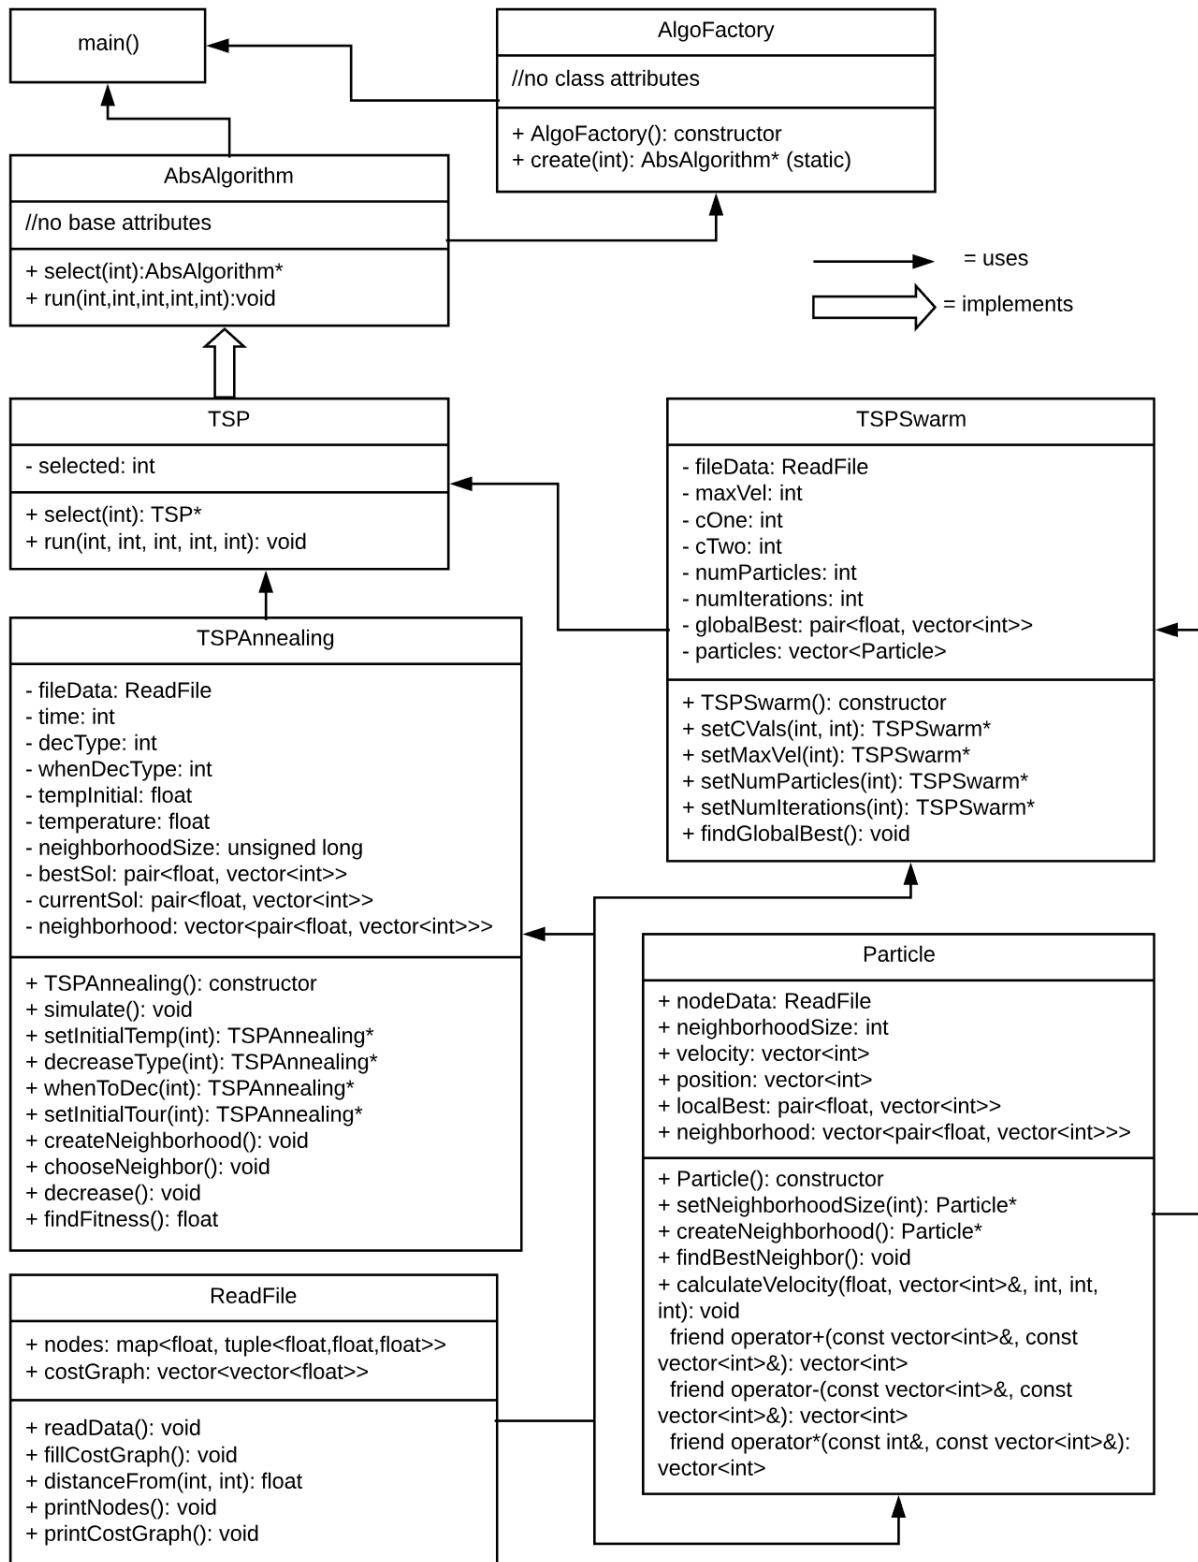 main()
AlgoFactory
//no class attributes
+ AlgoFactory(): constructor
+ create(int): AbsAlgorithm* (static)
AbsAlgorithm
//no base attributes
+ select(int):AbsAlgorithm*
+ run(int,int,int,int,int):void
= uses
= implements
TSP
- selected: int
+ select(int): TSP*
+ run(int, int, int, int, int): void
TSPSwarm
- fileData: ReadFile
- maxVel: int
- cOne: int
- cTwo: int
- numParticles: int
- numIterations: int
- globalBest: pair<float, vector<int>>
- particles: vector<Particle>
+ TSPSwarm(): constructor
+ setCVals(int, int): TSPSwarm*
+ setMaxVel(int): TSPSwarm*
+ setNumParticles(int): TSPSwarm*
+ setNumIterations(int): TSPSwarm*
+ findGlobalBest(): void
TSPAnnealing
- fileData: ReadFile
- time: int
- decType: int
- whenDecType: int
- tempInitial: float
- temperature: float
- neighborhoodSize: unsigned long
- bestSol: pair<float, vector<int>>
- currentSol: pair<float, vector<int>>
- neighborhood: vector<pair<float, vector<int>>>
+ TSPAnnealing(): constructor
+ simulate(): void
+ setInitialTemp(int): TSPAnnealing*
+ decreaseType(int): TSPAnnealing*
+ whenToDec(int): TSPAnnealing*
+ setInitialTour(int): TSPAnnealing*
+ createNeighborhood(): void
+ chooseNeighbor(): void
+ decrease(): void
+ findFitness(): float
Particle
+ nodeData: ReadFile
+ neighborhoodSize: int
+ velocity: vector<int>
+ position: vector<int>
+ localBest: pair<float, vector<int>>
+ neighborhood: vector<pair<float, vector<int>>>
+ Particle(): constructor
+ setNeighborhoodSize(int): Particle*
+ createNeighborhood(): Particle*
+ findBestNeighbor(): void
+ calculateVelocity(float, vector<int>&, int, int,
int): void
friend operator+(const vector<int>&, const
vector<int>&): vector<int>
friend operator-(const vector<int>&, const
vector<int>&): vector<int>
friend operator*(const int&, const vector<int>&):
vector<int>
ReadFile
+ nodes: map<float, tuple<float,float,float>>
+ costGraph: vector<vector<float>>
+ readData(): void
+ fillCostGraph(): void
+ distanceFrom(int, int): float
+ printNodes(): void
+ printCostGraph(): void